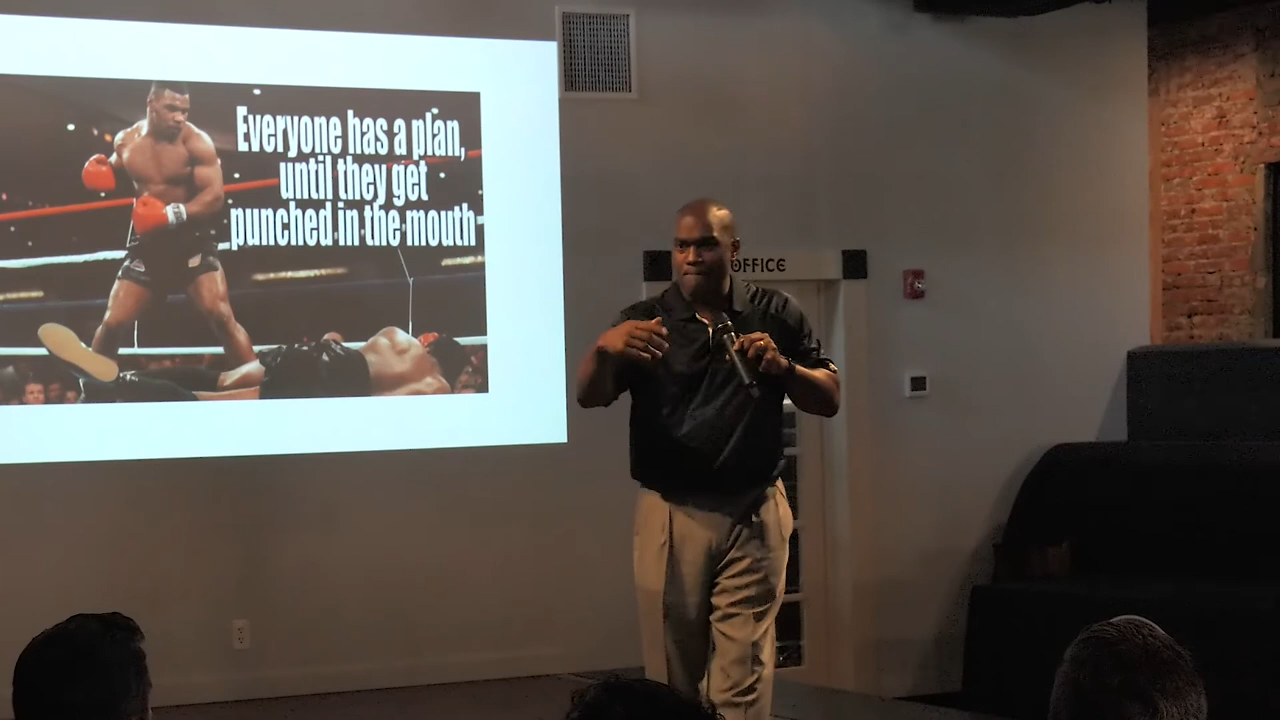 Everyone has a plan,
until they get
punched in the mouth
OFFICE